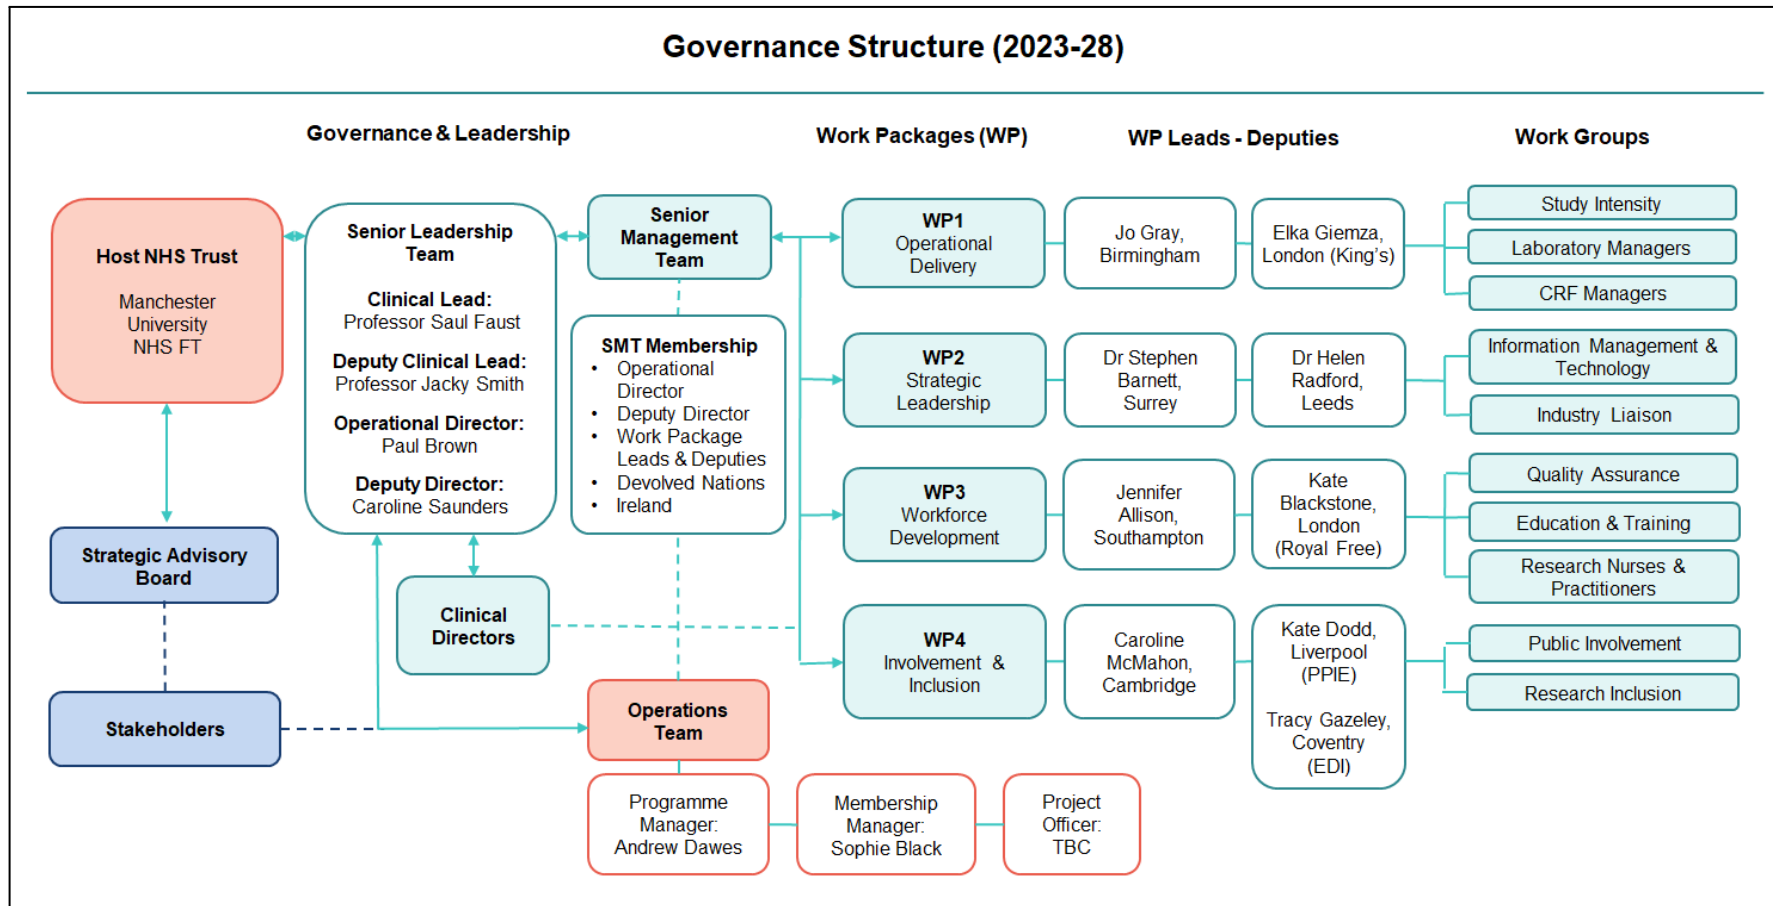 Governance Structure (2023-28)
Governance & Leadership
Work Packages (WP)
WP Leads - Deputies
Work Groups
Host NHS Trust
Manchester
University
NHS FT
Strategic Advisory
Board
Stakeholders
Senior Leadership
Team
Clinical Lead:
Professor Saul Faust
Deputy Clinical Lead:
Professor Jacky Smith
Operational Director:
Paul Brown
Deputy Director:
Caroline Saunders
Clinical
Directors
Senior
Management
Team
SMT Membership
• Operational
Director
• Deputy Director
• Work Package
Leads & Deputies
• Devolved Nations
• Ireland
Operations
Team
Programme
Manager:
Andrew Dawes
Membership
Manager:
Sophie Black
Project
Officer:
TBC
WP1
Operational
Delivery
Jo Gray,
Birmingham
Elka Giemza,
London (King's)
Study Intensity
Laboratory Managers
CRF Managers
WP2
Strategic
Leadership
Dr Stephen
Barnett,
Surrey
Dr Helen
Radford,
Leeds
Information Management &
Technology
Industry Liaison
WP3
Workforce
Development
Jennifer
Allison,
Southampton
Kate
Blackstone,
London
(Royal Free)
Quality Assurance
Education & Training
Research Nurses &
Practitioners
WP4
Involvement &
Inclusion
Caroline
McMahon,
Cambridge
Kate Dodd,
Liverpool
(PPIE)
Tracy Gazeley,
Coventry
(EDI)
Public Involvement
Research Inclusion